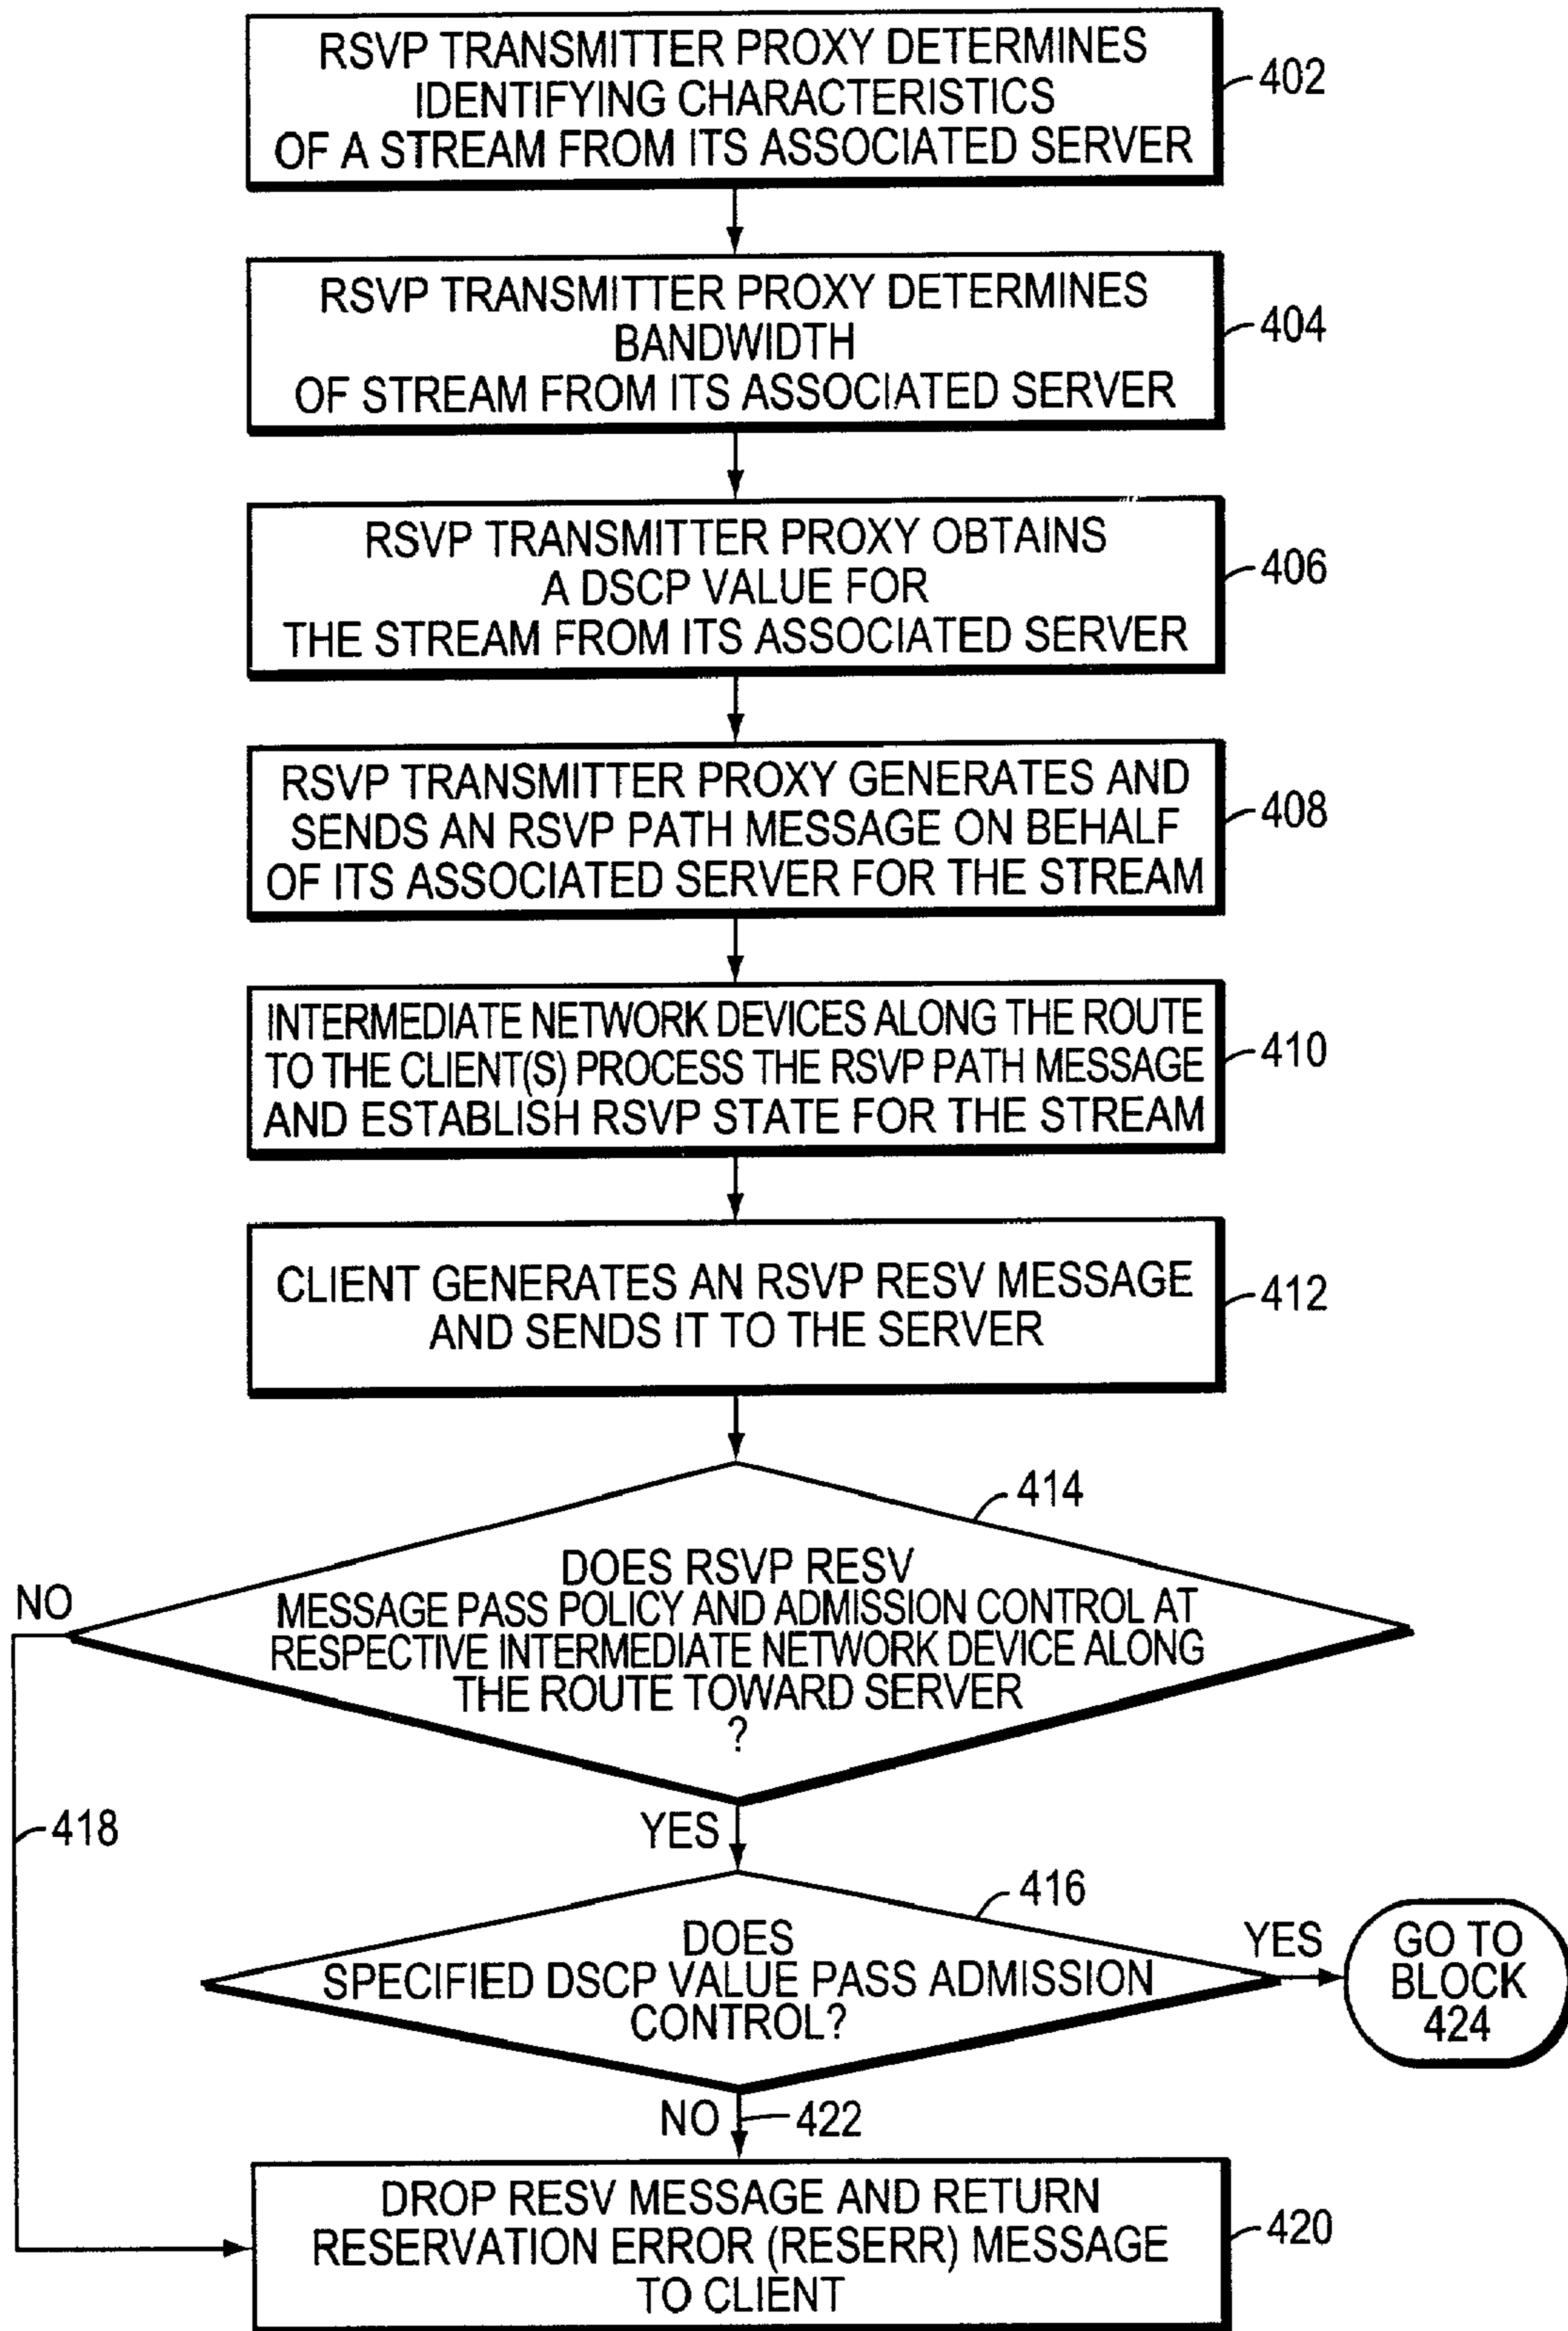 RSVP TRANSMITTER PROXY DETERMINES
IDENTIFYING CHARACTERISTICS
OF A STREAM FROM ITS ASSOCIATED SERVER
402
RSVP TRANSMITTER PROXY DETERMINES
BANDWIDTH
OF STREAM FROM ITS ASSOCIATED SERVER
404
RSVP TRANSMITTER PROXY OBTAINS
A DSCP VALUE FOR
THE STREAM FROM ITS ASSOCIATED SERVER
406
RSVP TRANSMITTER PROXY GENERATES AND
SENDS AN RSVP PATH MESSAGE ON BEHALF
OF ITS ASSOCIATED SERVER FOR THE STREAM
408
INTERMEDIATE NETWORK DEVICES ALONG THE ROUTE
TO THE CLIENT(S) PROCESS THE RSVP PATH MESSAGE
AND ESTABLISH RSVP STATE FOR THE STREAM
410
CLIENT GENERATES AN RSVP RESV MESSAGE
AND SENDS IT TO THE SERVER
412
414
DOES RSVP RESV
MESSAGE PASS POLICY AND ADMISSION CONTROL AT
RESPECTIVE INTERMEDIATE NETWORK DEVICE ALONG
THE ROUTE TOWARD SERVER
?
NO
418
YES
416
DOES
SPECIFIED DSCP VALUE PASS ADMISSION
CONTROL?
YES
GO TO
BLOCK
424
NO
422
DROP RESV MESSAGE AND RETURN
RESERVATION ERROR (RESERR) MESSAGE
TO CLIENT
420